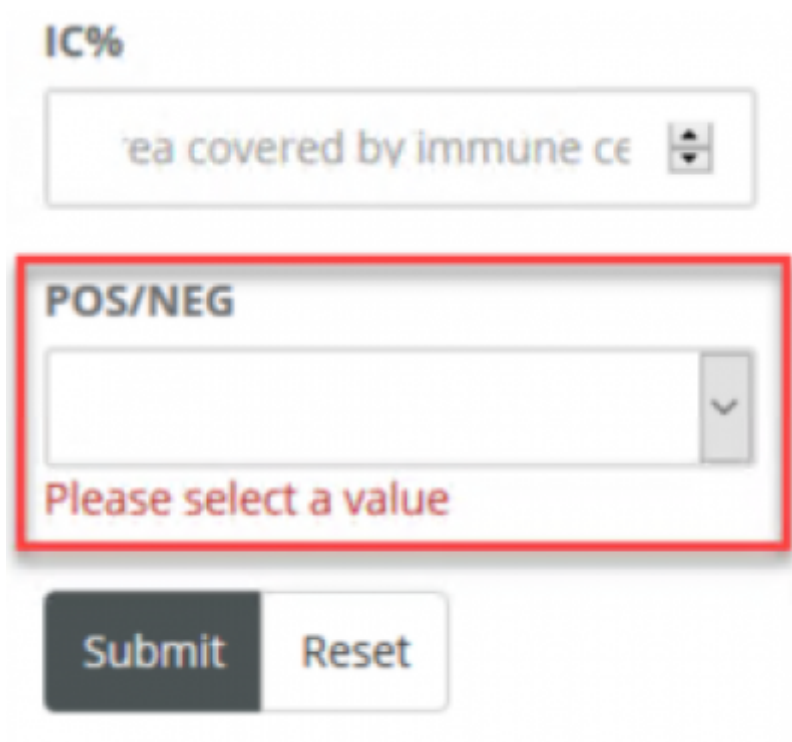 IC%
rea covered by immune ce
POS/NEG
Please select a value
Submit Reset